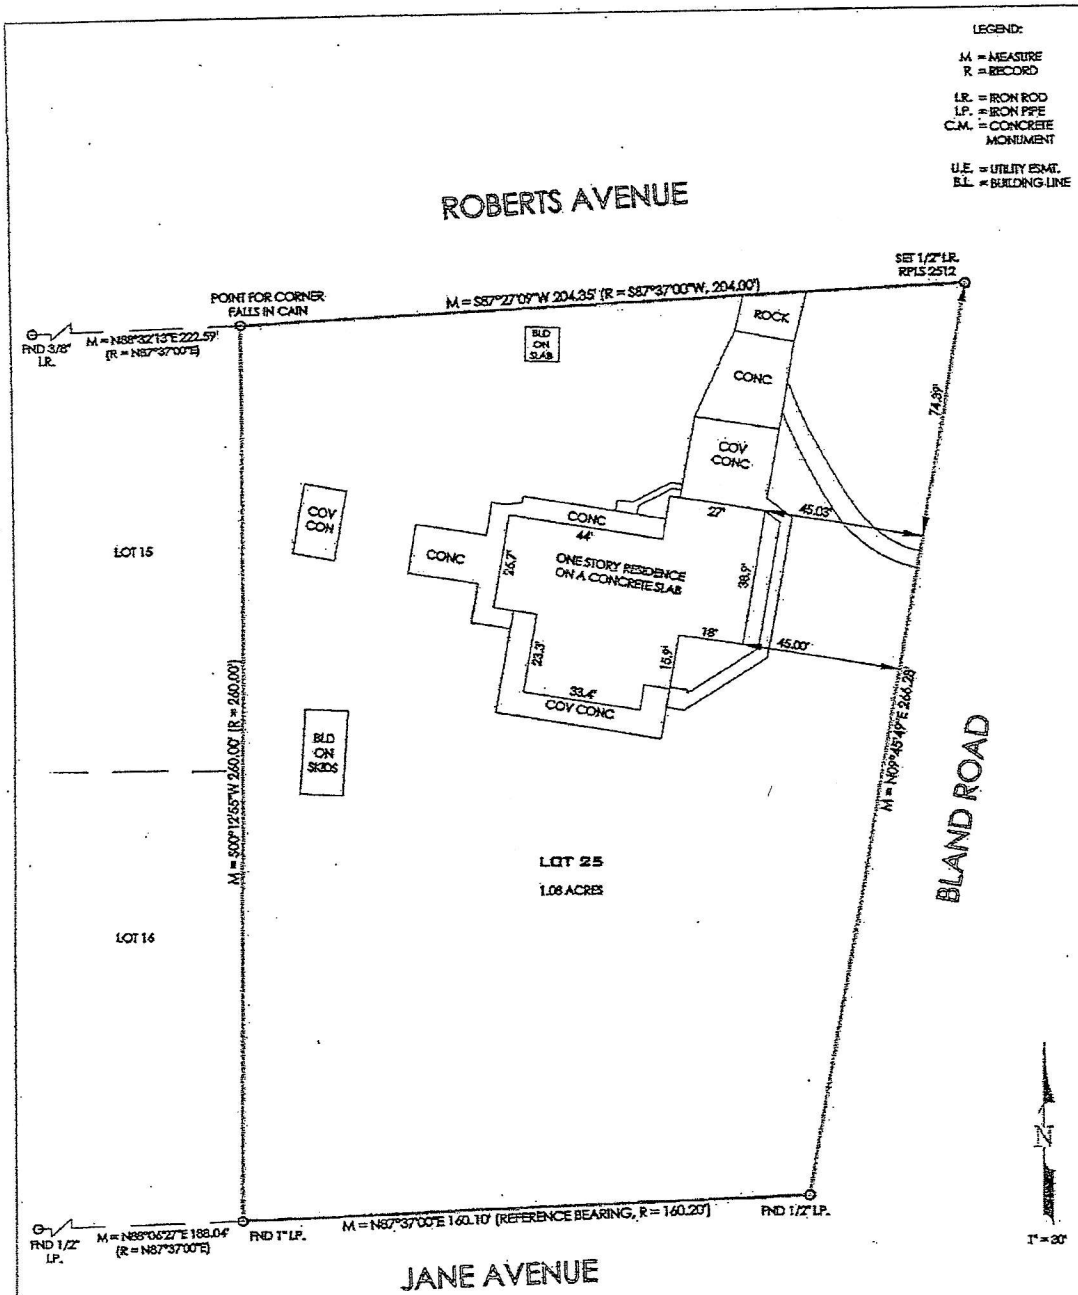 LEGEND:
M = MEASURE
R = RECORD
I.R. = IRON ROD
I.P. = IRON PIPE
C.M. = CONCRETE
MONUMENT
U.E. = UTILITY ESMT.
B.L. = BUILDING LINE
ROBERTS AVENUE
SET 1/2" I.R.
RPLS 2512
POINT FOR CORNER
FALLS IN CAIN
M = S87°27'09"W 204.35' (R = S87°37'00"W, 204.00')
FND 3/8"
I.R.
M = N88°32'13"E 222.59'
(R = N87°37'00"E)
BLD
ON
SLAB
ROCK
CONC
74.39'
COV
CONC
COV
CON
LOT 15
CONC
CONC
44'
27'
45.03'
26.7'
ONE STORY RESIDENCE
ON A CONCRETE SLAB
38.9'
23.3'
15.9'
18'
45.00'
33.4'
COV CONC
M = S00°12'55"W 260.00' (R = 260.00')
BLD
ON
SKIDS
M = N09°45'49"E 266.28'
BLAND ROAD
LOT 25
1.08 ACRES
LOT 16
N
1" = 30'
FND 1/2"
I.P.
M = N88°06'27"E 188.04'
(R = N87°37'00"E)
FND 1" I.P.
M = N87°37'00"E 160.10' (REFERENCE BEARING, R = 160.20')
FND 1/2" I.P.
JANE AVENUE